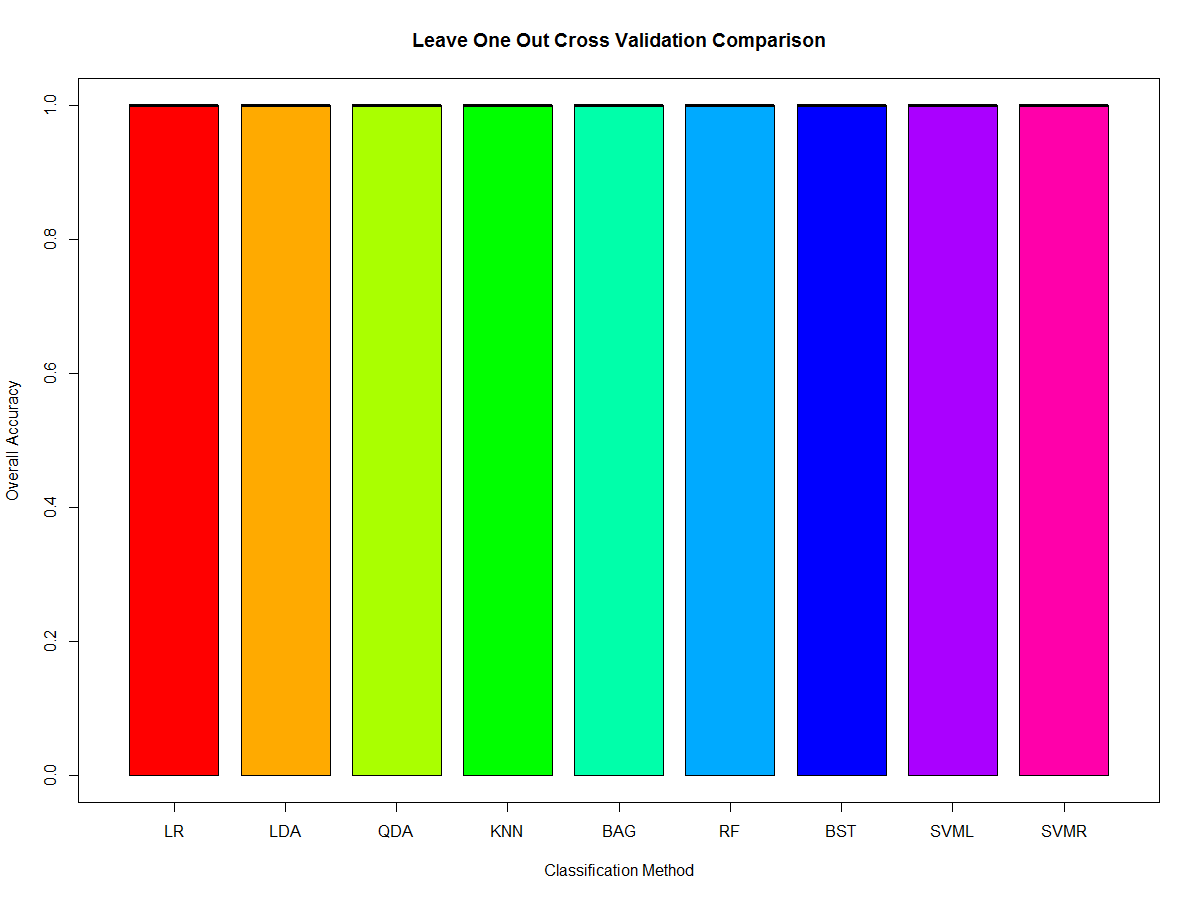 Leave One Out Cross Validation Comparison
Overall Accuracy
1.0
0.8
0.6
0.4
0.2
0.0
LR LDA QDA KNN BAG RF BST SVML SVMR
Classification Method